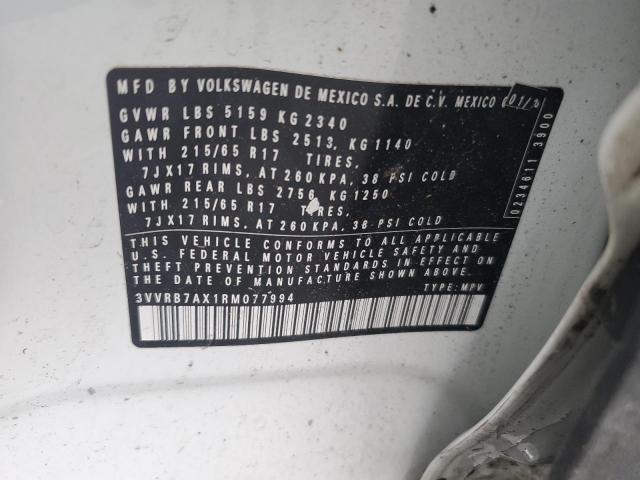 MFD BY VOLKSWAGEN DE MEXICO S.A. DE C.V. MEXICO
GVWR LBS 5159 KG 2340
GAWR FRONT LBS 2513, KG 1140
WITH 215/65 R17 TIRES,
7JX17 RIMS, AT 260 KPA, 38 PSI COLD
GAWR REAR LBS 2756, KG 1250
WITH 215/65 R17 TIRES,
7JX17 RIMS, AT 260 KPA, 38 PSI COLD
THIS VEHICLE CONFORMS TO ALL APPLICABLE
U.S. FEDERAL MOTOR VEHICLE SAFETY AND
THEFT PREVENTION STANDARDS IN EFFECT ON
THE DATE OF MANUFACTURE SHOWN ABOVE.
3VVRB7AX1RM077994 TYPE: MPV
0234611 3900